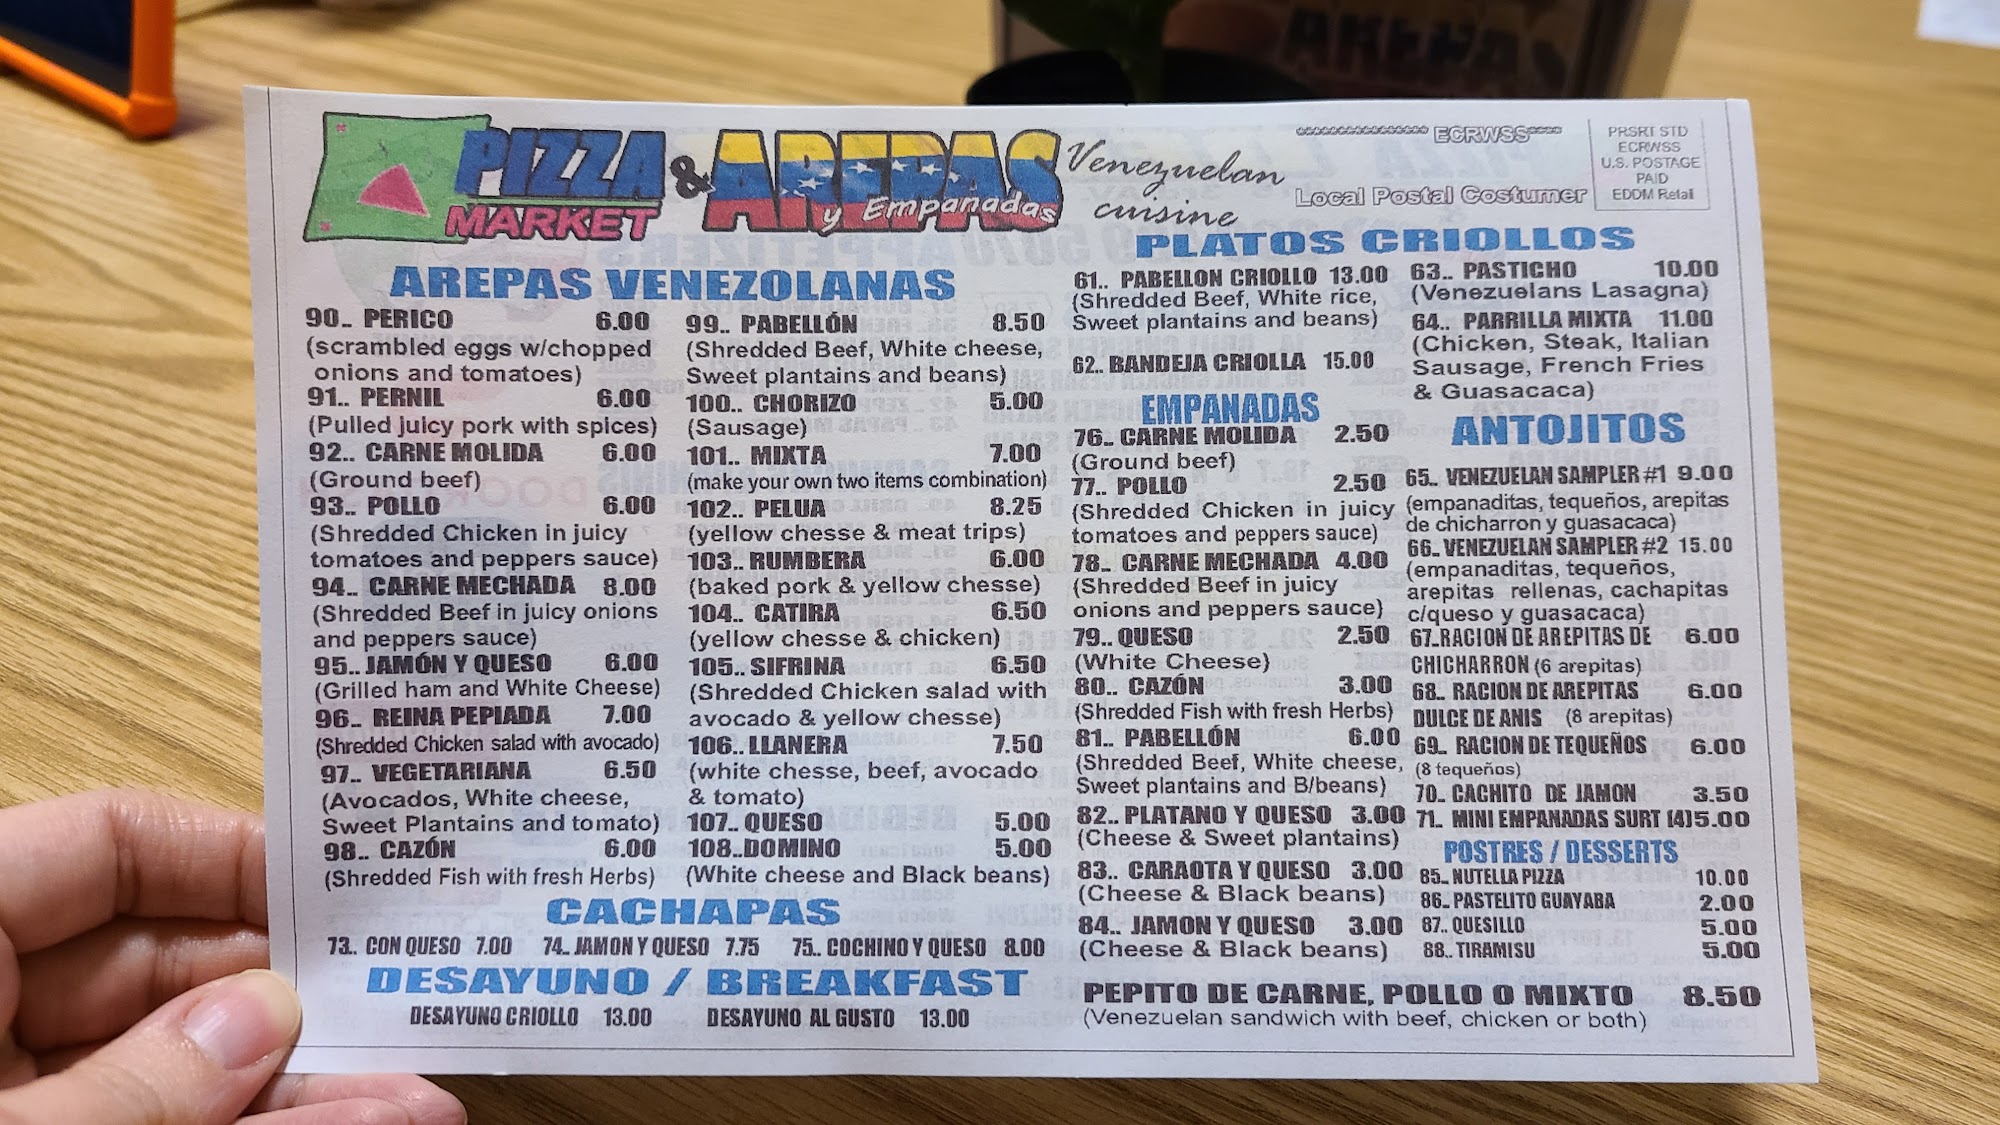 PIZZA
MARKET
& AREPAS
y Empanadas
Venezuelan
cuisine
**************** ECRWSS****
Local Postal Costumer
PRSRT STD
ECRWSS
U.S. POSTAGE
PAID
EDDM Retail
AREPAS VENEZOLANAS
90.. PERICO 6.00
(scrambled eggs w/chopped
onions and tomatoes)
91.. PERNIL 6.00
(Pulled juicy pork with spices)
92.. CARNE MOLIDA 6.00
(Ground beef)
93.. POLLO 6.00
(Shredded Chicken in juicy
tomatoes and peppers sauce)
94.. CARNE MECHADA 8.00
(Shredded Beef in juicy onions
and peppers sauce)
95.. JAMÓN Y QUESO 6.00
(Grilled ham and White Cheese)
96.. REINA PEPIADA 7.00
(Shredded Chicken salad with avocado)
97.. VEGETARIANA 6.50
(Avocados, White cheese,
Sweet Plantains and tomato)
98.. CAZÓN 6.00
(Shredded Fish with fresh Herbs)
99.. PABELLÓN 8.50
(Shredded Beef, White cheese,
Sweet plantains and beans)
100.. CHORIZO 5.00
(Sausage)
101.. MIXTA 7.00
(make your own two items combination)
102.. PELUA 8.25
(yellow chesse & meat trips)
103.. RUMBERA 6.00
(baked pork & yellow chesse)
104.. CATIRA 6.50
(yellow chesse & chicken)
105.. SIFRINA 6.50
(Shredded Chicken salad with
avocado & yellow chesse)
106.. LLANERA 7.50
(white chesse, beef, avocado
& tomato)
107.. QUESO 5.00
108..DOMINO 5.00
(White cheese and Black beans)
CACHAPAS
73.. CON QUESO 7.00 74.. JAMON Y QUESO 7.75 75.. COCHINO Y QUESO 8.00
DESAYUNO / BREAKFAST
DESAYUNO CRIOLLO 13.00 DESAYUNO AL GUSTO 13.00
PLATOS CRIOLLOS
61.. PABELLON CRIOLLO 13.00
(Shredded Beef, White rice,
Sweet plantains and beans)
62.. BANDEJA CRIOLLA 15.00
63.. PASTICHO 10.00
(Venezuelans Lasagna)
64.. PARRILLA MIXTA 11.00
(Chicken, Steak, Italian
Sausage, French Fries
& Guasacaca)
EMPANADAS
76.. CARNE MOLIDA 2.50
(Ground beef)
77.. POLLO 2.50
(Shredded Chicken in juicy
tomatoes and peppers sauce)
78.. CARNE MECHADA 4.00
(Shredded Beef in juicy
onions and peppers sauce)
79.. QUESO 2.50
(White Cheese)
80.. CAZÓN 3.00
(Shredded Fish with fresh Herbs)
81.. PABELLÓN 6.00
(Shredded Beef, White cheese,
Sweet plantains and B/beans)
82.. PLATANO Y QUESO 3.00
(Cheese & Sweet plantains)
83.. CARAOTA Y QUESO 3.00
(Cheese & Black beans)
84.. JAMON Y QUESO 3.00
(Cheese & Black beans)
ANTOJITOS
65.. VENEZUELAN SAMPLER #1 9.00
(empanaditas, tequeños, arepitas
de chicharron y guasacaca)
66.. VENEZUELAN SAMPLER #2 15.00
(empanaditas, tequeños,
arepitas rellenas, cachapitas
c/queso y guasacaca)
67.RACION DE AREPITAS DE 6.00
CHICHARRON (6 arepitas)
68.. RACION DE AREPITAS 6.00
DULCE DE ANIS (8 arepitas)
69.. RACION DE TEQUEÑOS 6.00
(8 tequeños)
70.. CACHITO DE JAMON 3.50
71.. MINI EMPANADAS SURT (4)5.00
POSTRES / DESSERTS
85.. NUTELLA PIZZA 10.00
86.. PASTELITO GUAYABA 2.00
87.. QUESILLO 5.00
88.. TIRAMISU 5.00
PEPITO DE CARNE, POLLO O MIXTO 8.50
(Venezuelan sandwich with beef, chicken or both)